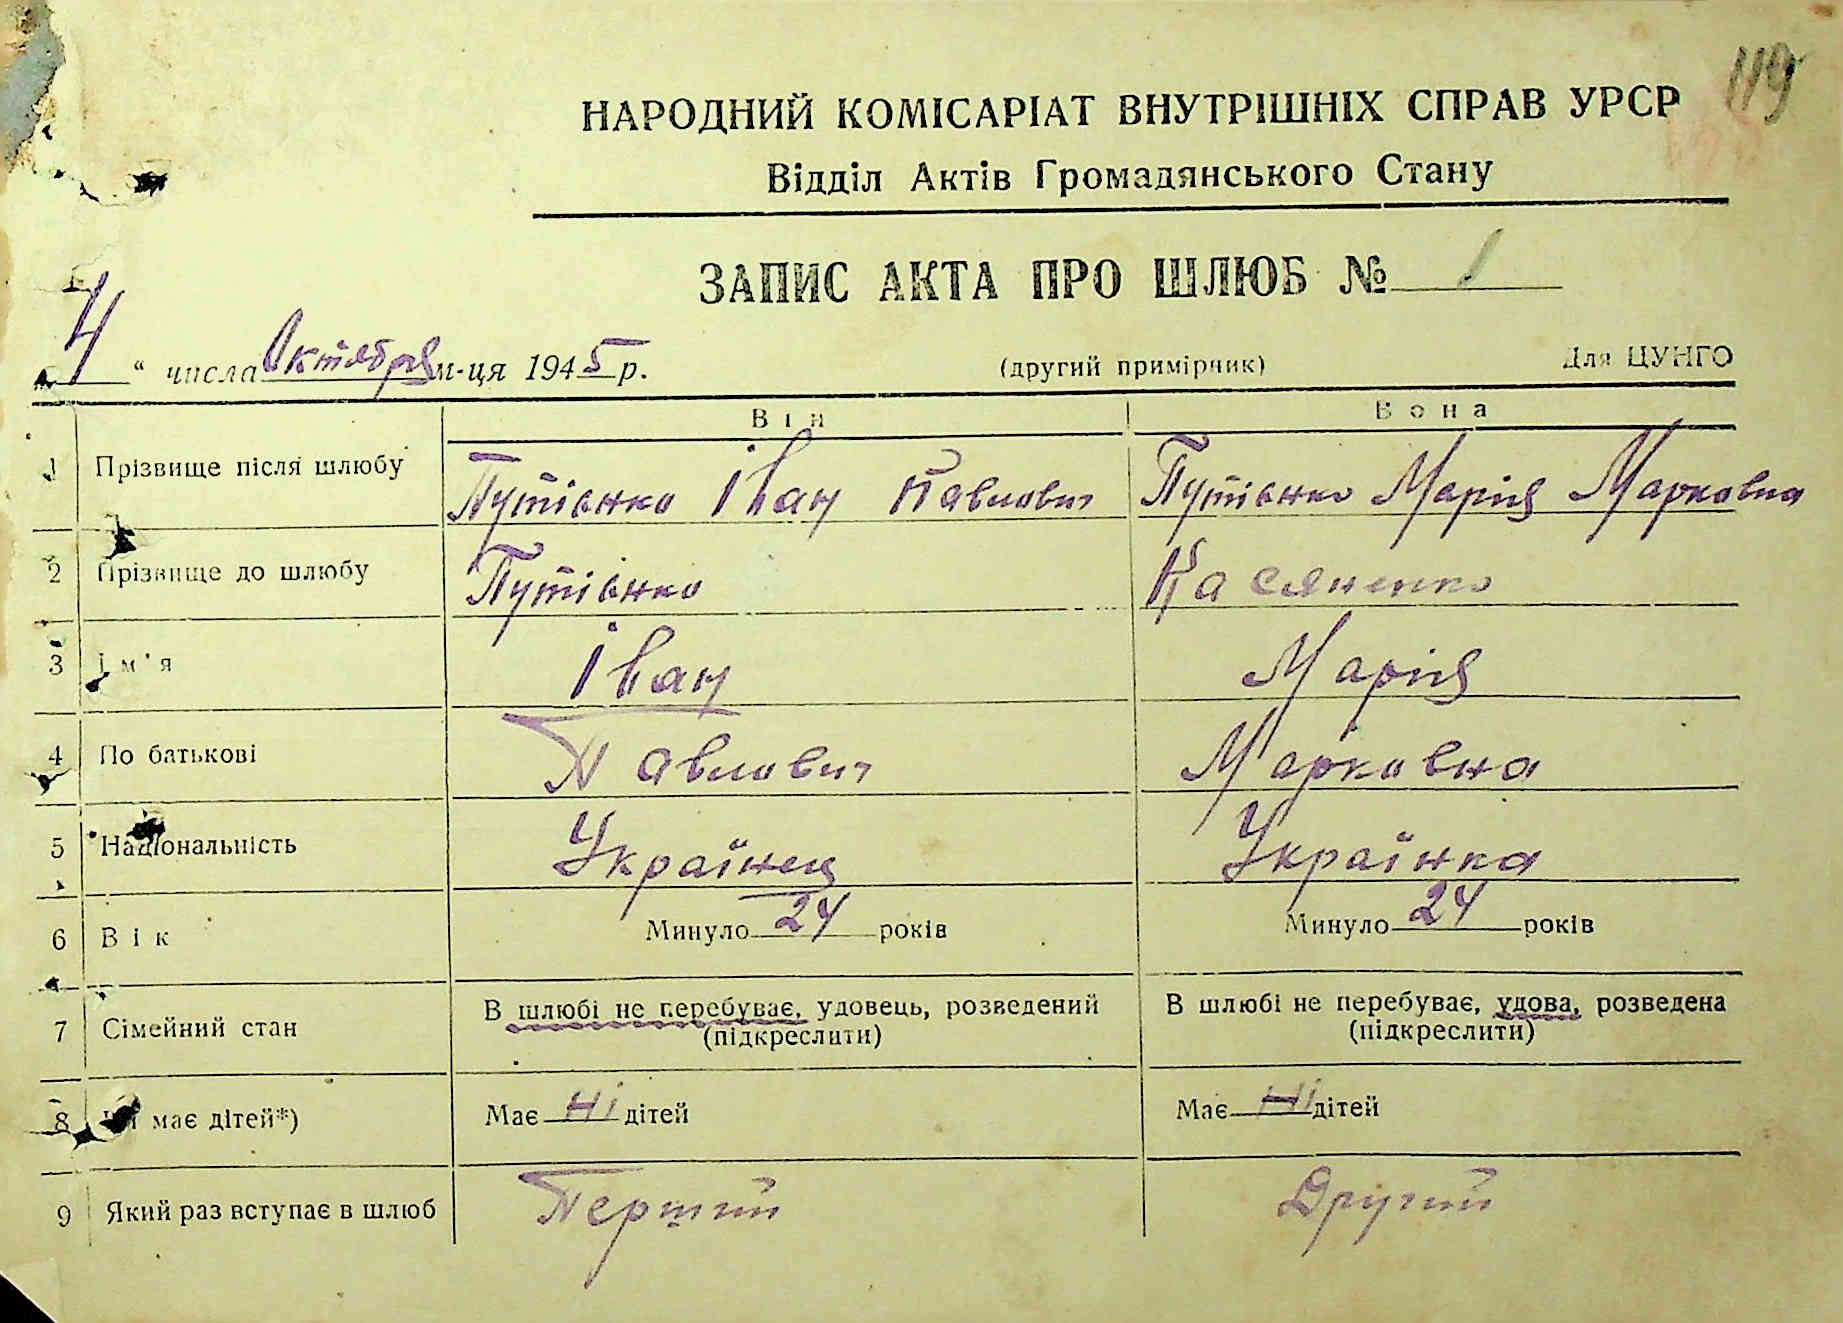 119
НАРОДНИЙ КОМІСАРІАТ ВНУТРІШНІХ СПРАВ УРСР
Відділ Актів Громадянського Стану
ЗАПИС АКТА ПРО ШЛЮБ № 1
„4“ числа Октября м-ця 1945 р. (другий примірник) Для ЦУНГО
Він Вона
1 Прізвище після шлюбу Путієнко Іван Павлович Путієнко Марія Марковна
2 Прізвище до шлюбу Путієнко Касяненко
3 Ім'я Іван Марія
4 По батькові Павлович Марковна
5 Національність Українец Українка
6 Вік Минуло 24 років Минуло 24 років
7 Сімейний стан В шлюбі не перебуває, удовець, розведений В шлюбі не перебуває, удова, розведена
(підкреслити) (підкреслити)
8 Чи має дітей*) Має Ні дітей Має Ні дітей
9 Який раз вступає в шлюб Перший Другий